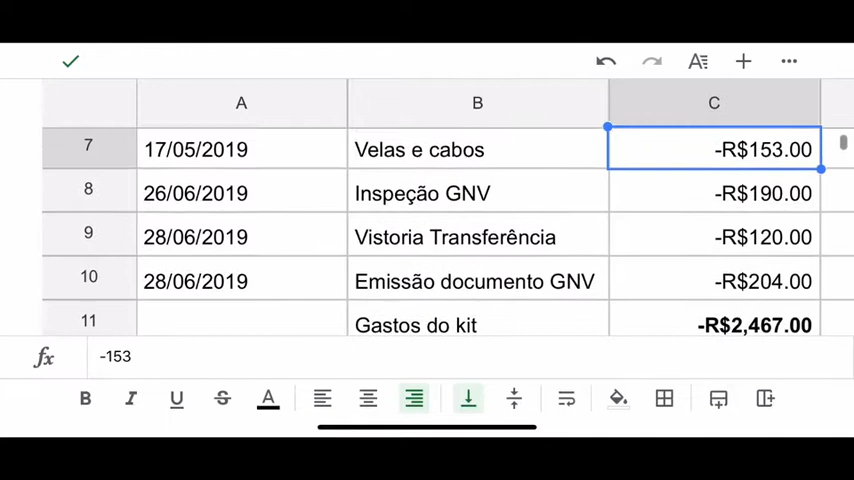 A B C
7 17/05/2019 Velas e cabos -R$153.00
8 26/06/2019 Inspeção GNV -R$190.00
9 28/06/2019 Vistoria Transferência -R$120.00
10 28/06/2019 Emissão documento GNV -R$204.00
11 Gastos do kit -R$2,467.00
fx -153
B I U S A